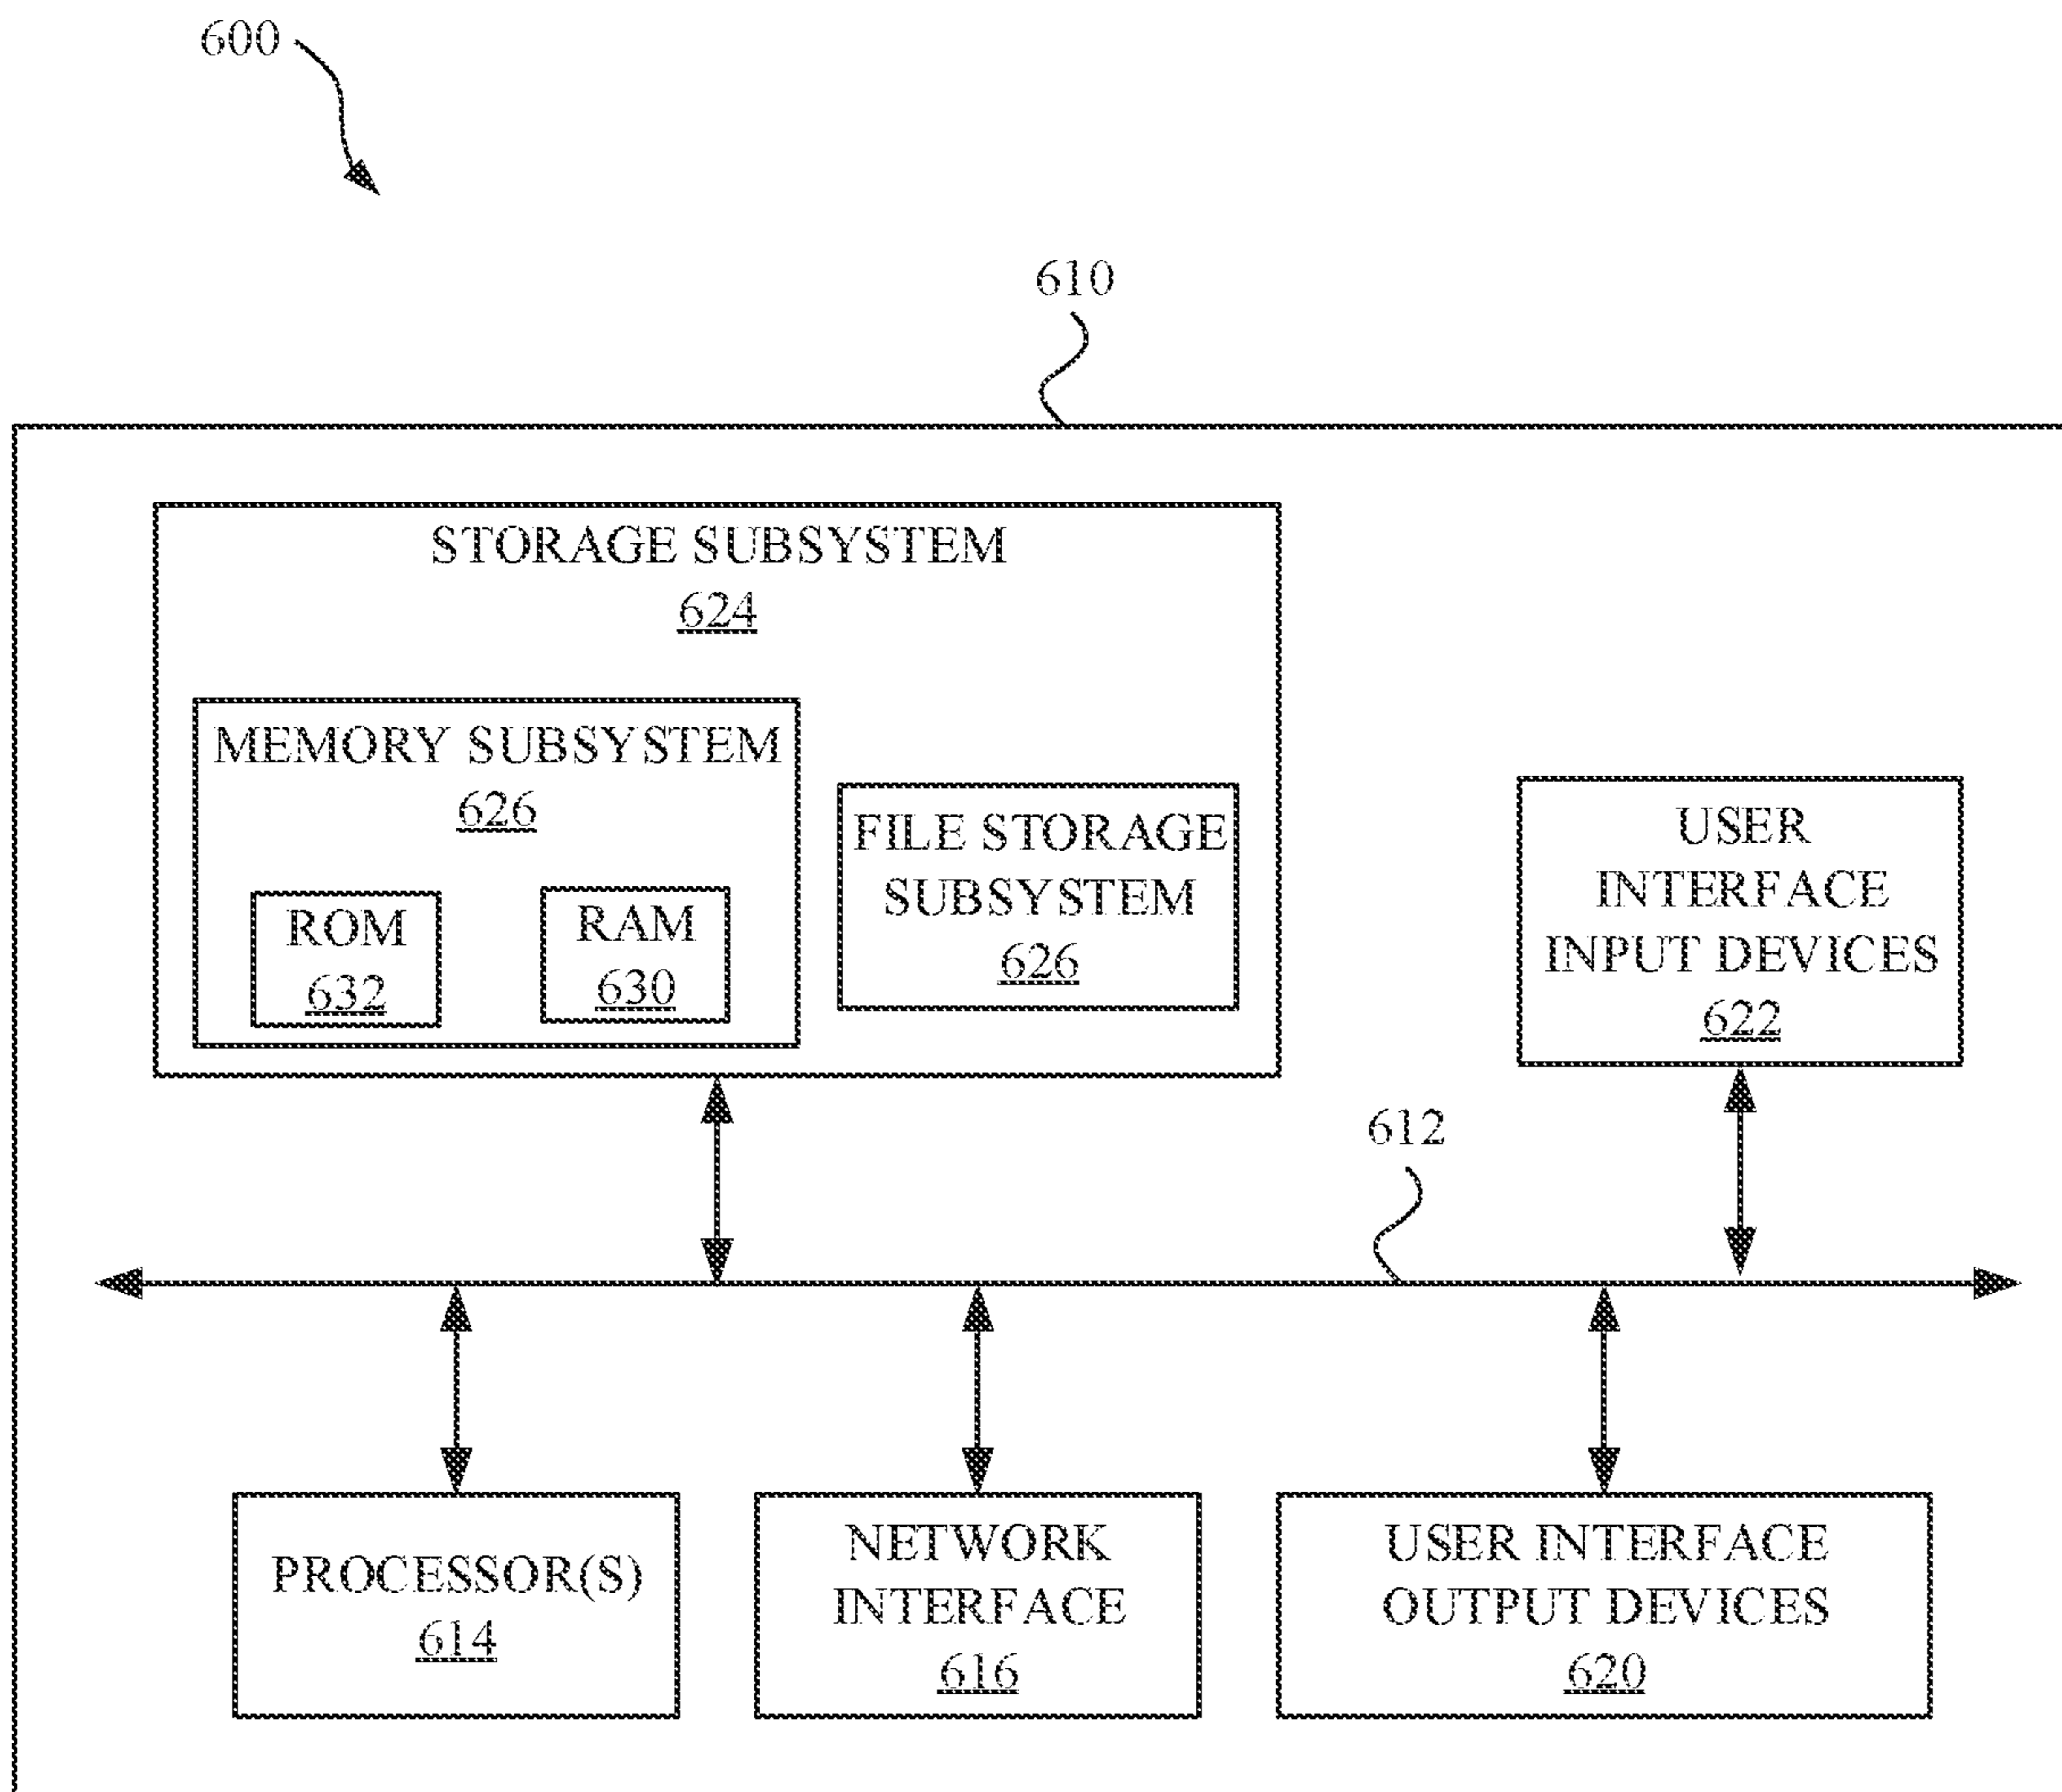 600
610
STORAGE SUBSYSTEM
624
MEMORY SUBSYSTEM
626
ROM
632
RAM
630
FILE STORAGE
SUBSYSTEM
626
USER
INTERFACE
INPUT DEVICES
622
612
PROCESSOR(S)
614
NETWORK
INTERFACE
616
USER INTERFACE
OUTPUT DEVICES
620